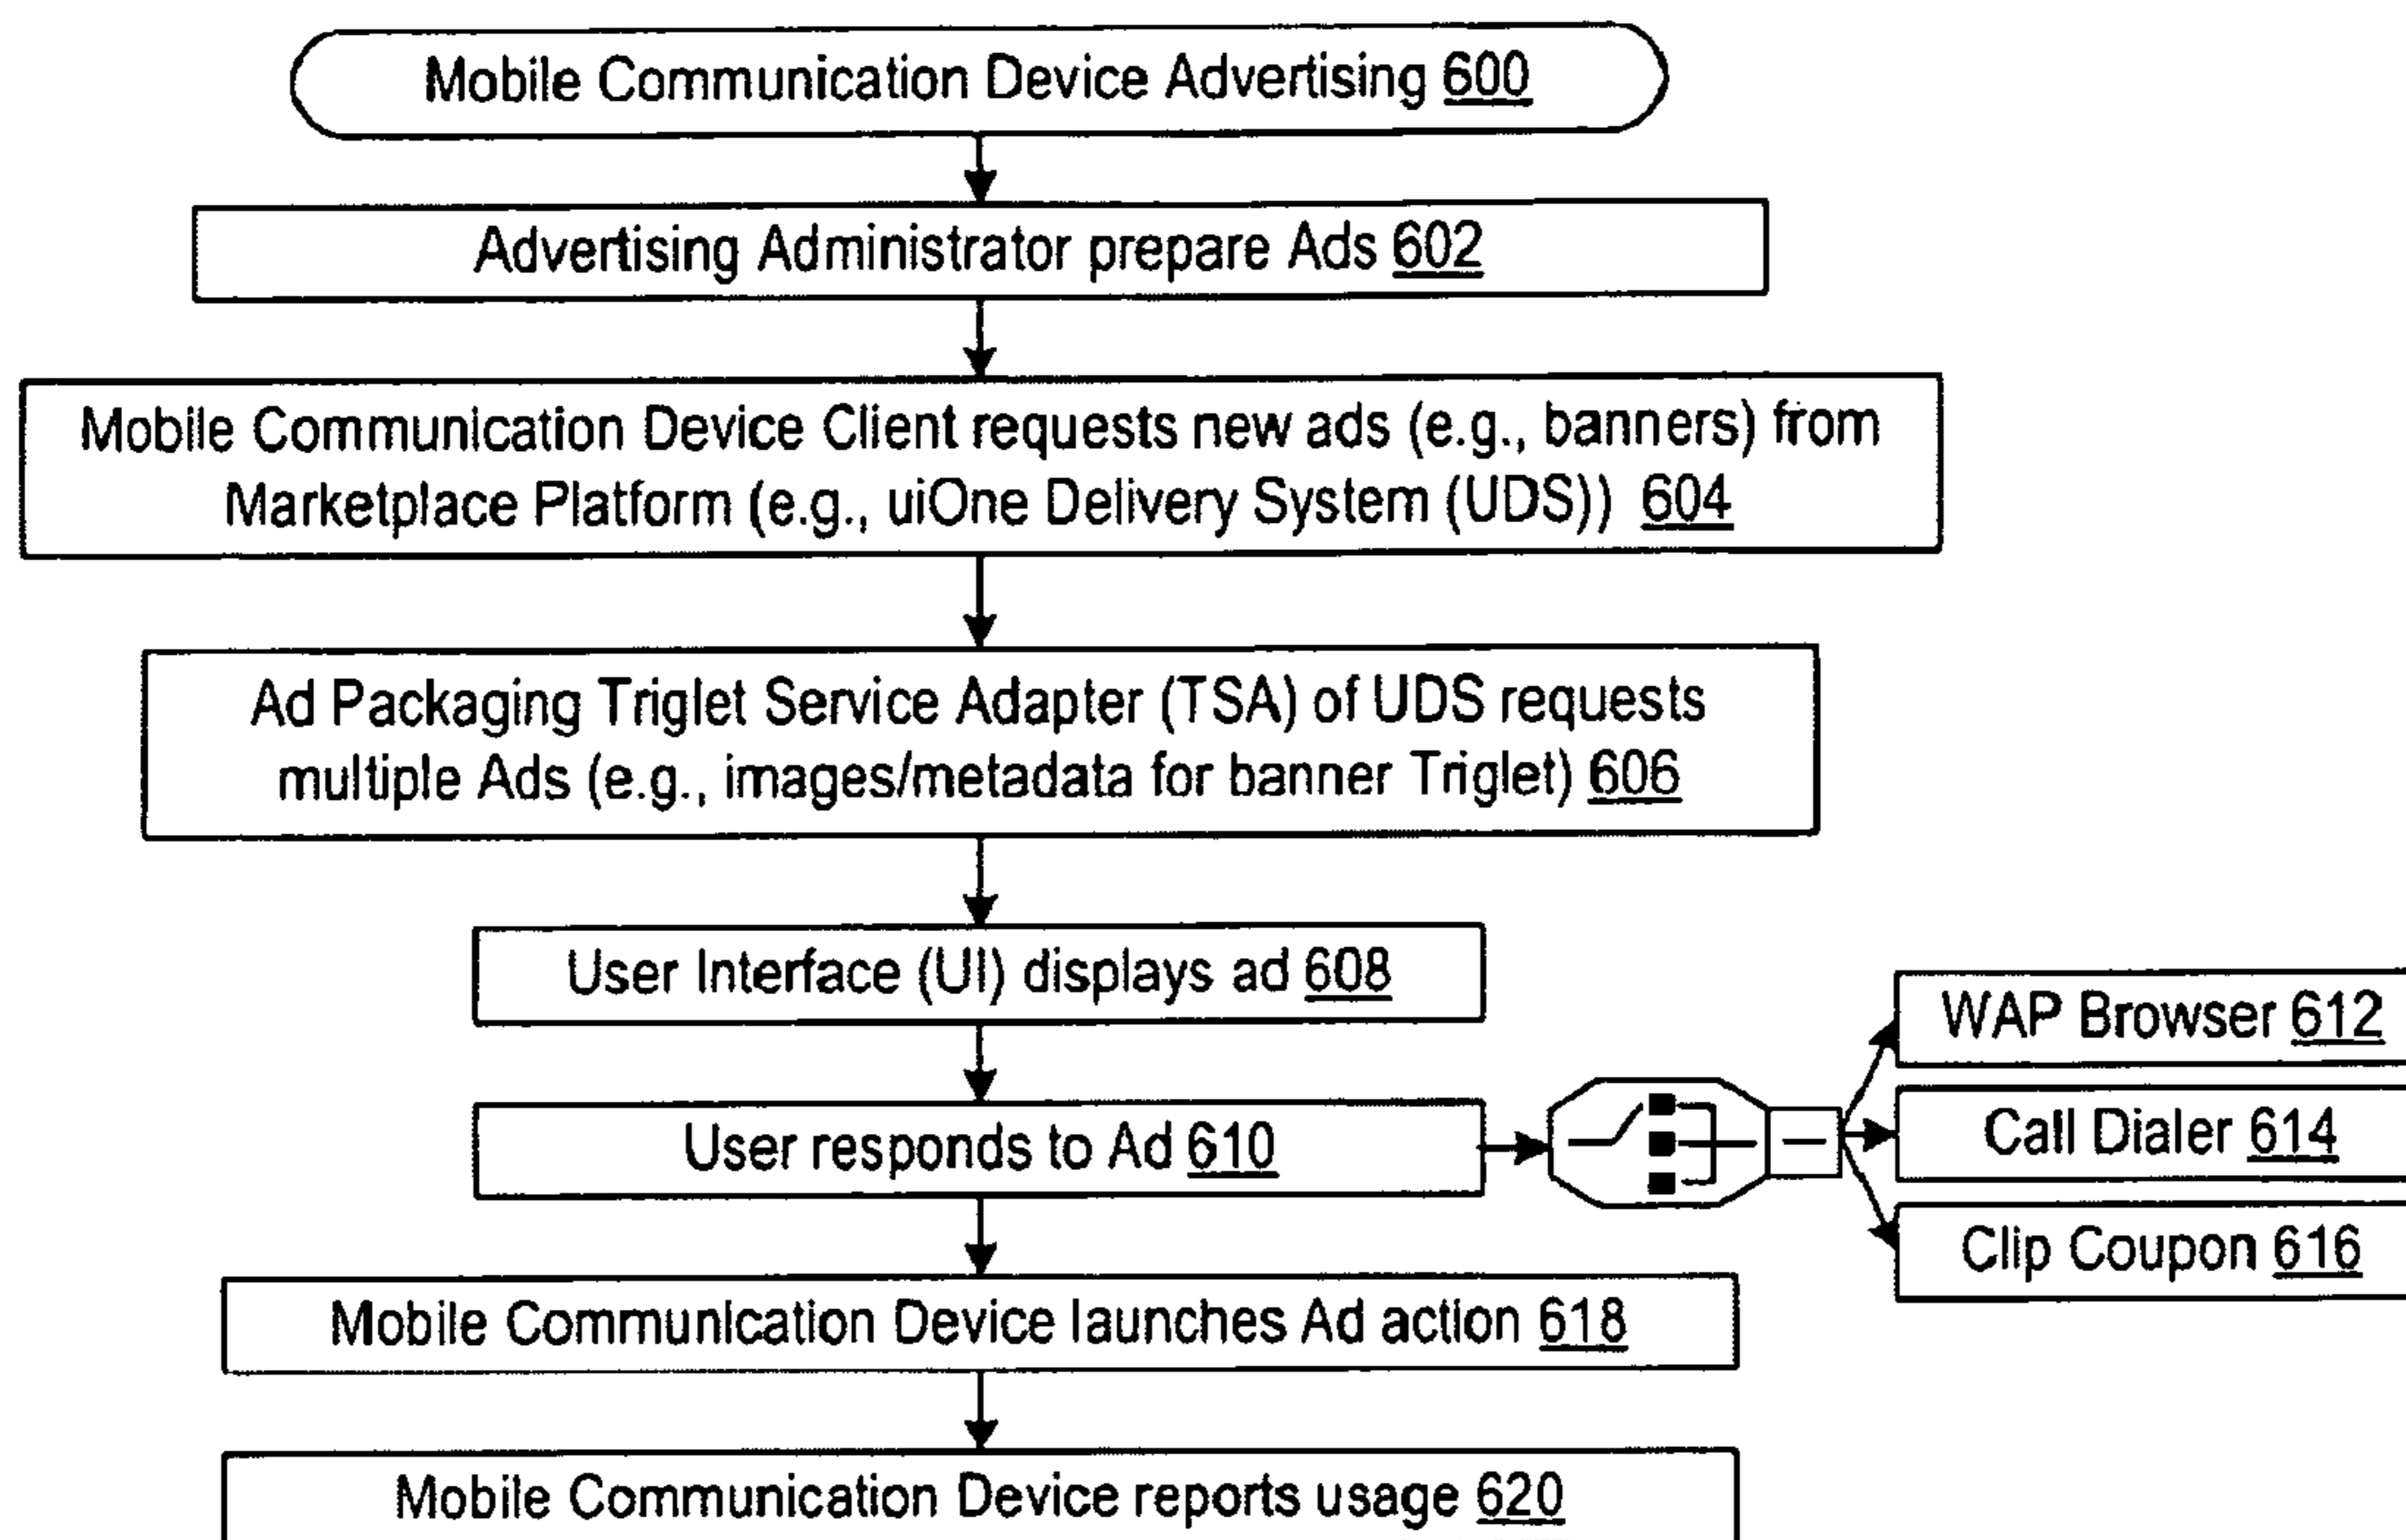 Mobile Communication Device Advertising 600
Advertising Administrator prepare Ads 602
Mobile Communication Device Client requests new ads (e.g., banners) from
Marketplace Platform (e.g., uiOne Delivery System (UDS)) 604
Ad Packaging Triglet Service Adapter (TSA) of UDS requests
multiple Ads (e.g., images/metadata for banner Triglet) 606
User Interface (UI) displays ad 608
User responds to Ad 610
WAP Browser 612
Call Dialer 614
Clip Coupon 616
Mobile Communication Device launches Ad action 618
Mobile Communication Device reports usage 620